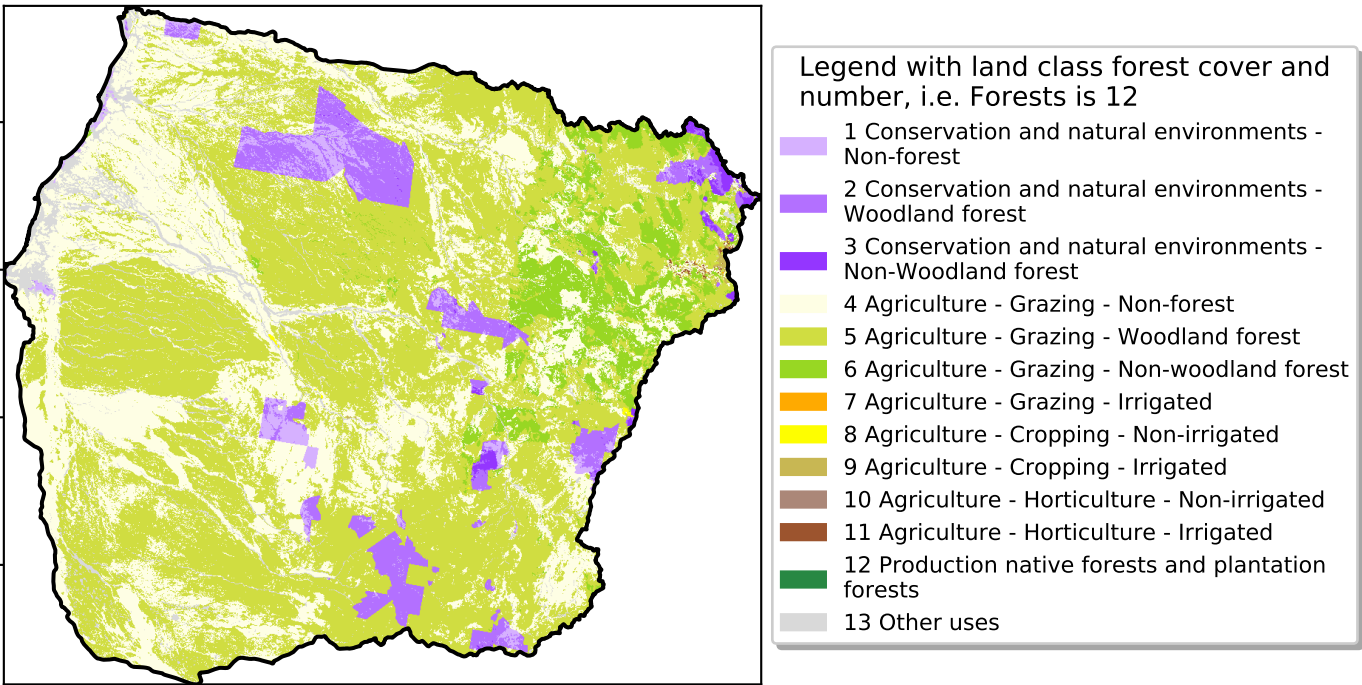 Legend with land class forest cover and
number, i.e. Forests is 12
1 Conservation and natural environments -
Non-forest
2 Conservation and natural environments -
Woodland forest
3 Conservation and natural environments -
Non-Woodland forest
4 Agriculture - Grazing - Non-forest
5 Agriculture - Grazing - Woodland forest
6 Agriculture - Grazing - Non-woodland forest
7 Agriculture - Grazing - Irrigated
8 Agriculture - Cropping - Non-irrigated
9 Agriculture - Cropping - Irrigated
10 Agriculture - Horticulture - Non-irrigated
11 Agriculture - Horticulture - Irrigated
12 Production native forests and plantation
forests
13 Other uses